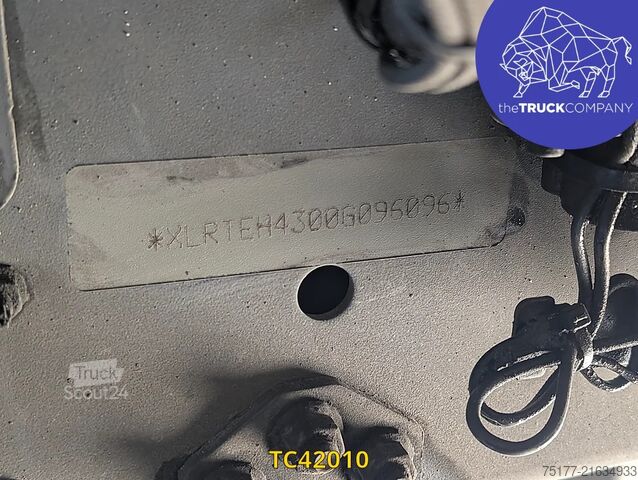 theTRUCKCOMPANY
*XLRTEH4300G096096*
Truck
Scout24
TC42010
75177-21634933